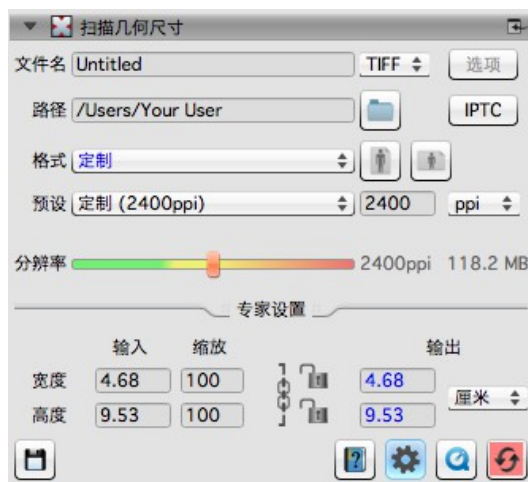 扫描几何尺寸
文件名 Untitled TIFF 选项
路径 /Users/Your User IPTC
格式 定制
预设 定制 (2400ppi) 2400 ppi
分辨率 2400ppi 118.2 MB
专家设置
输入 缩放 输出
宽度 4.68 100 4.68
高度 9.53 100 9.53 厘米